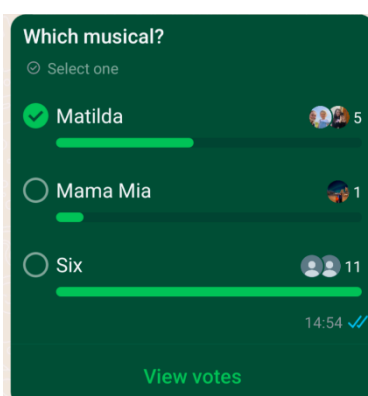 Which musical?
Select one
Matilda 5
Mama Mia 1
Six 11
14:54
View votes